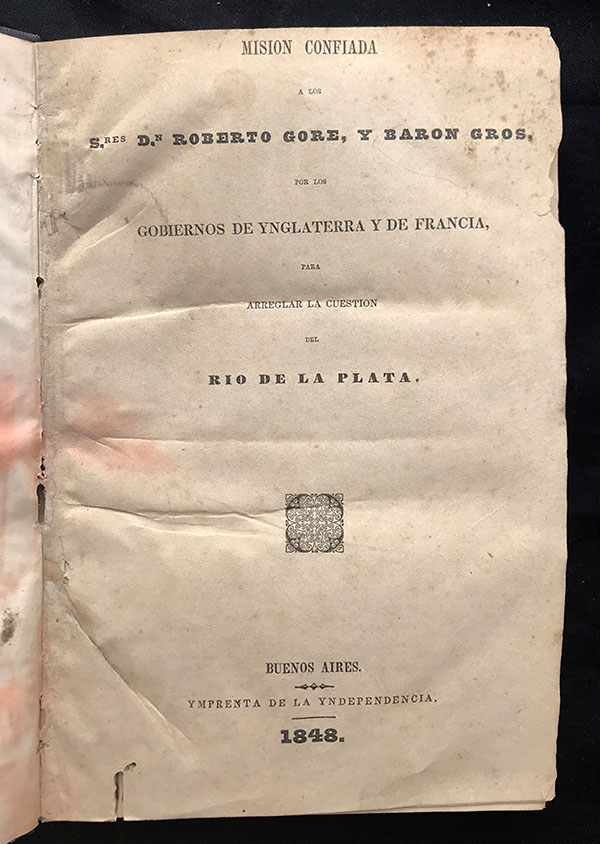 MISION CONFIADA
A LOS
S.RES D.N ROBERTO GORE, Y BARON GROS,
POR LOS
GOBIERNOS DE YNGLATERRA Y DE FRANCIA,
PARA
ARREGLAR LA CUESTION
DEL
RIO DE LA PLATA.
BUENOS AIRES.
YMPRENTA DE LA YNDEPENDENCIA.
1848.